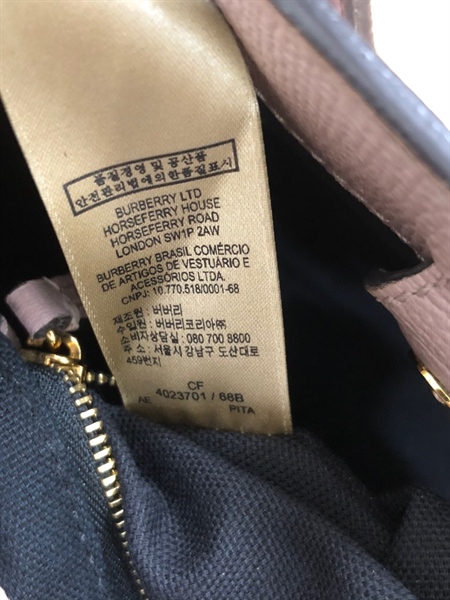 품질경영 및 공산품
안전관리법에의한품질표시
BURBERRY LTD
HORSEFERRY HOUSE
HORSEFERRY ROAD
LONDON SW1P 2AW
BURBERRY BRASIL COMÉRCIO
DE ARTIGOS DE VESTUÁRIO E
ACESSÓRIOS LTDA.
CNPJ: 10.770.518/0001-68
제조원 : 버버리
수입원 : 버버리코리아㈜
소비자상담실 : 080 700 8800
주소 : 서울시 강남구 도산대로
459번지
CF
4023701 / 68B
AE PITA